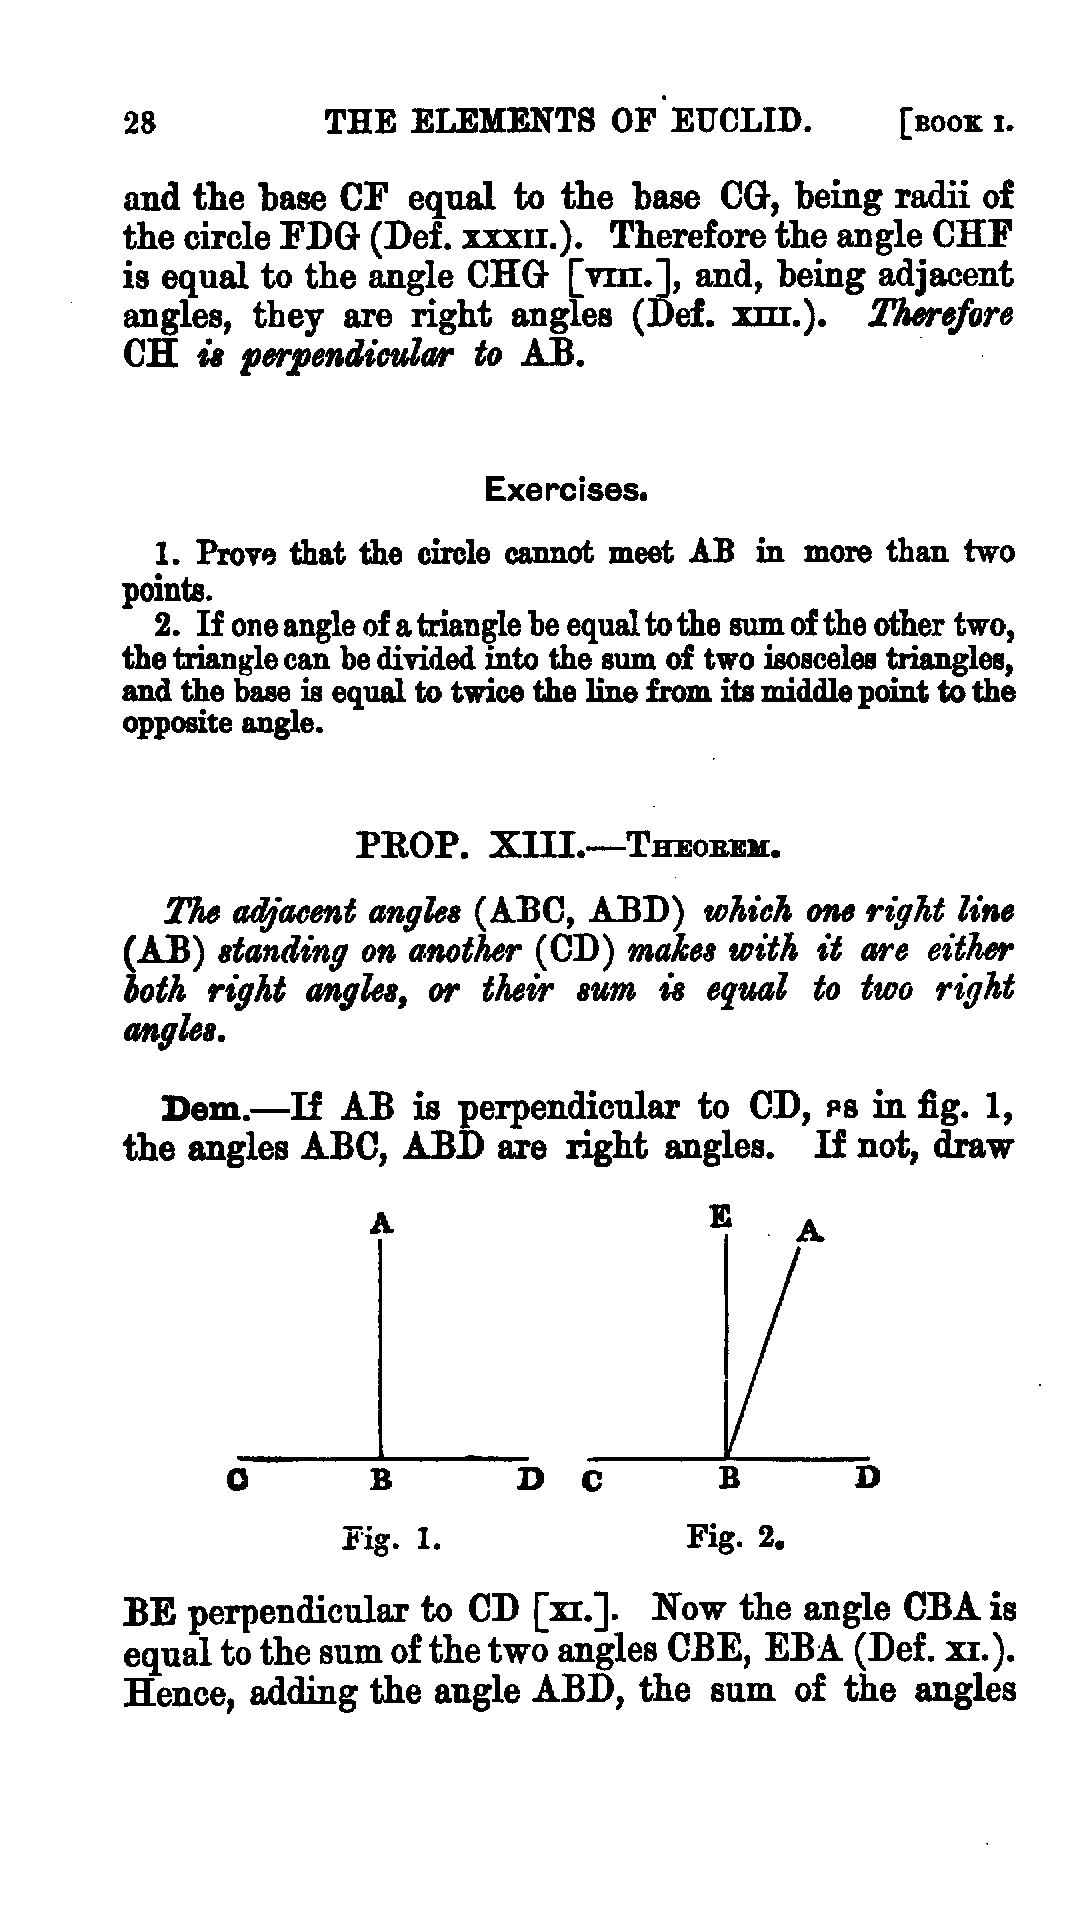 28 THE ELEMENTS OF EUCLID. [BOOK I.
and the base CF equal to the base CG, being radii of
the circle FDG (Def. XXXII.). Therefore the angle CHF
is equal to the angle CHG [VIII.], and, being adjacent
angles, they are right angles (Def. XIII.). Therefore
CH is perpendicular to AB.
Exercises.
1. Prove that the circle cannot meet AB in more than two
points.
2. If one angle of a triangle be equal to the sum of the other two,
the triangle can be divided into the sum of two isosceles triangles,
and the base is equal to twice the line from its middle point to the
opposite angle.
PROP. XIII.—THEOREM.
The adjacent angles (ABC, ABD) which one right line
(AB) standing on another (CD) makes with it are either
both right angles, or their sum is equal to two right
angles.
Dem.—If AB is perpendicular to CD, as in fig. 1,
the angles ABC, ABD are right angles. If not, draw
A E A
C B D C B D
Fig. 1. Fig. 2.
BE perpendicular to CD [XI.]. Now the angle CBA is
equal to the sum of the two angles CBE, EBA (Def. XI.).
Hence, adding the angle ABD, the sum of the angles